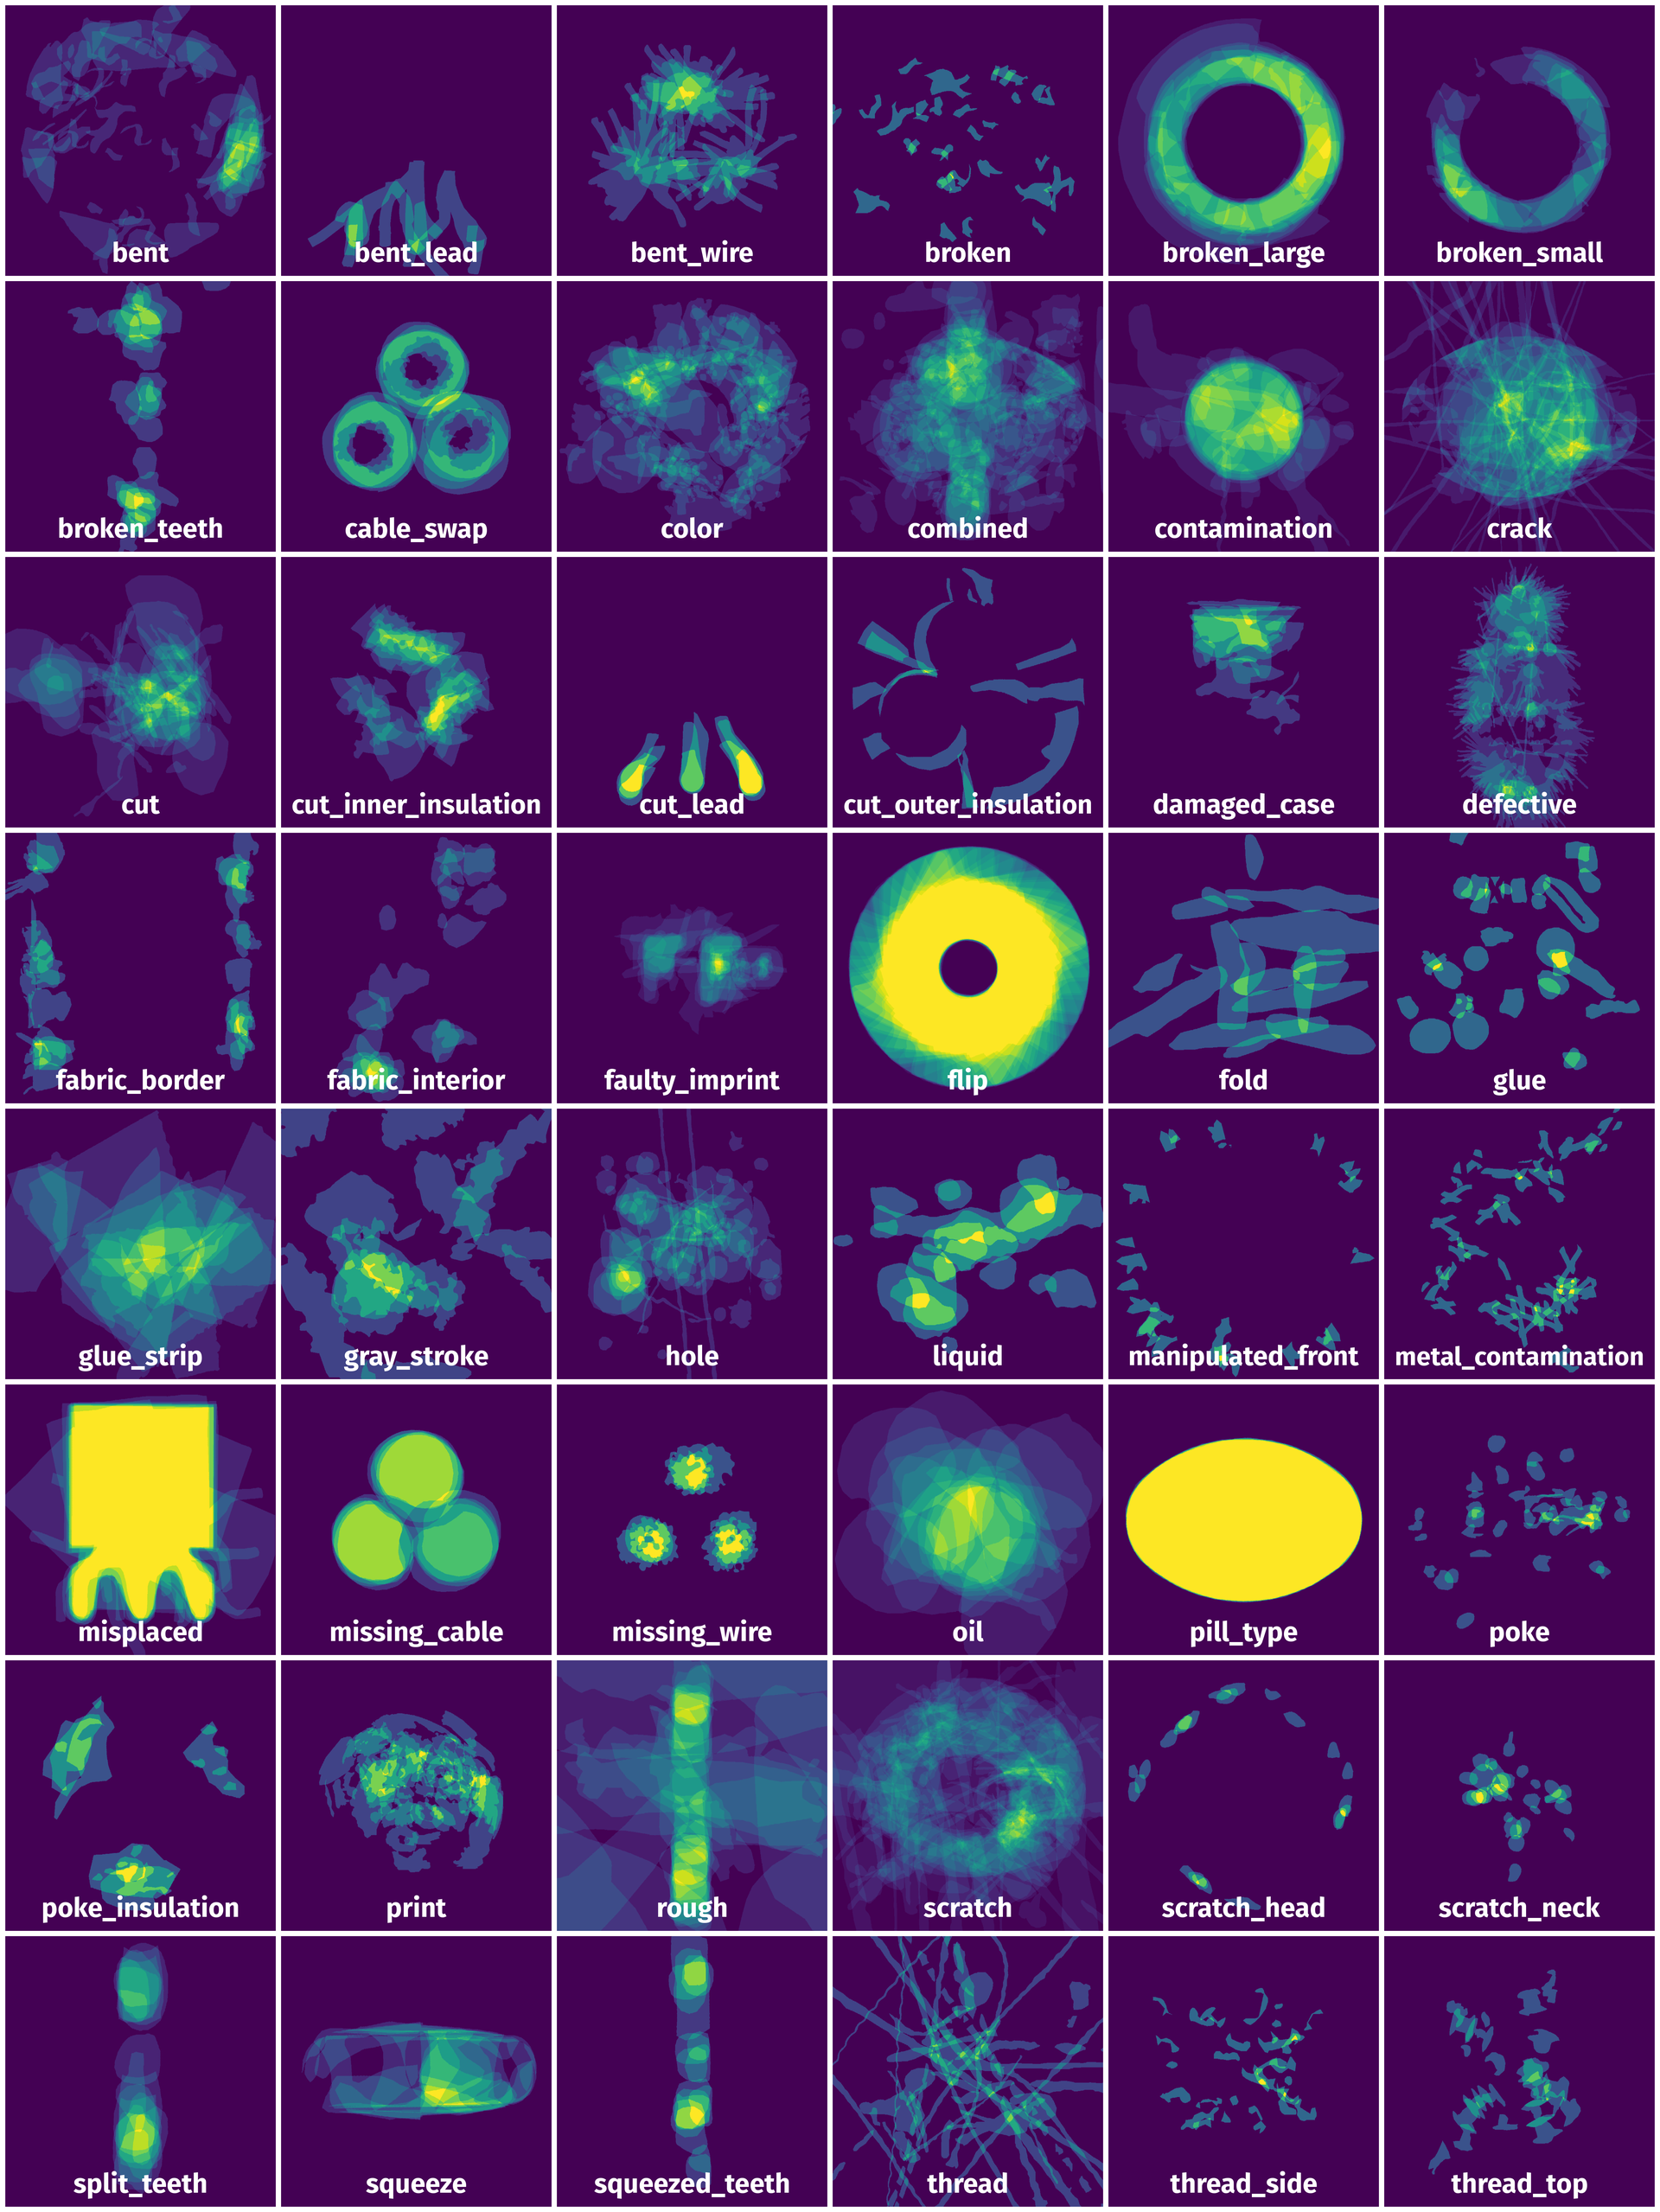 bent
bent_lead
bent_wire
broken
broken_large
broken_small
broken_teeth
cable_swap
color
combined
contamination
crack
cut
cut_inner_insulation
cut_lead
cut_outer_insulation
damaged_case
defective
fabric_border
fabric_interior
faulty_imprint
flip
fold
glue
glue_strip
gray_stroke
hole
liquid
manipulated_front
metal_contamination
misplaced
missing_cable
missing_wire
oil
pill_type
poke
poke_insulation
print
rough
scratch
scratch_head
scratch_neck
split_teeth
squeeze
squeezed_teeth
thread
thread_side
thread_top